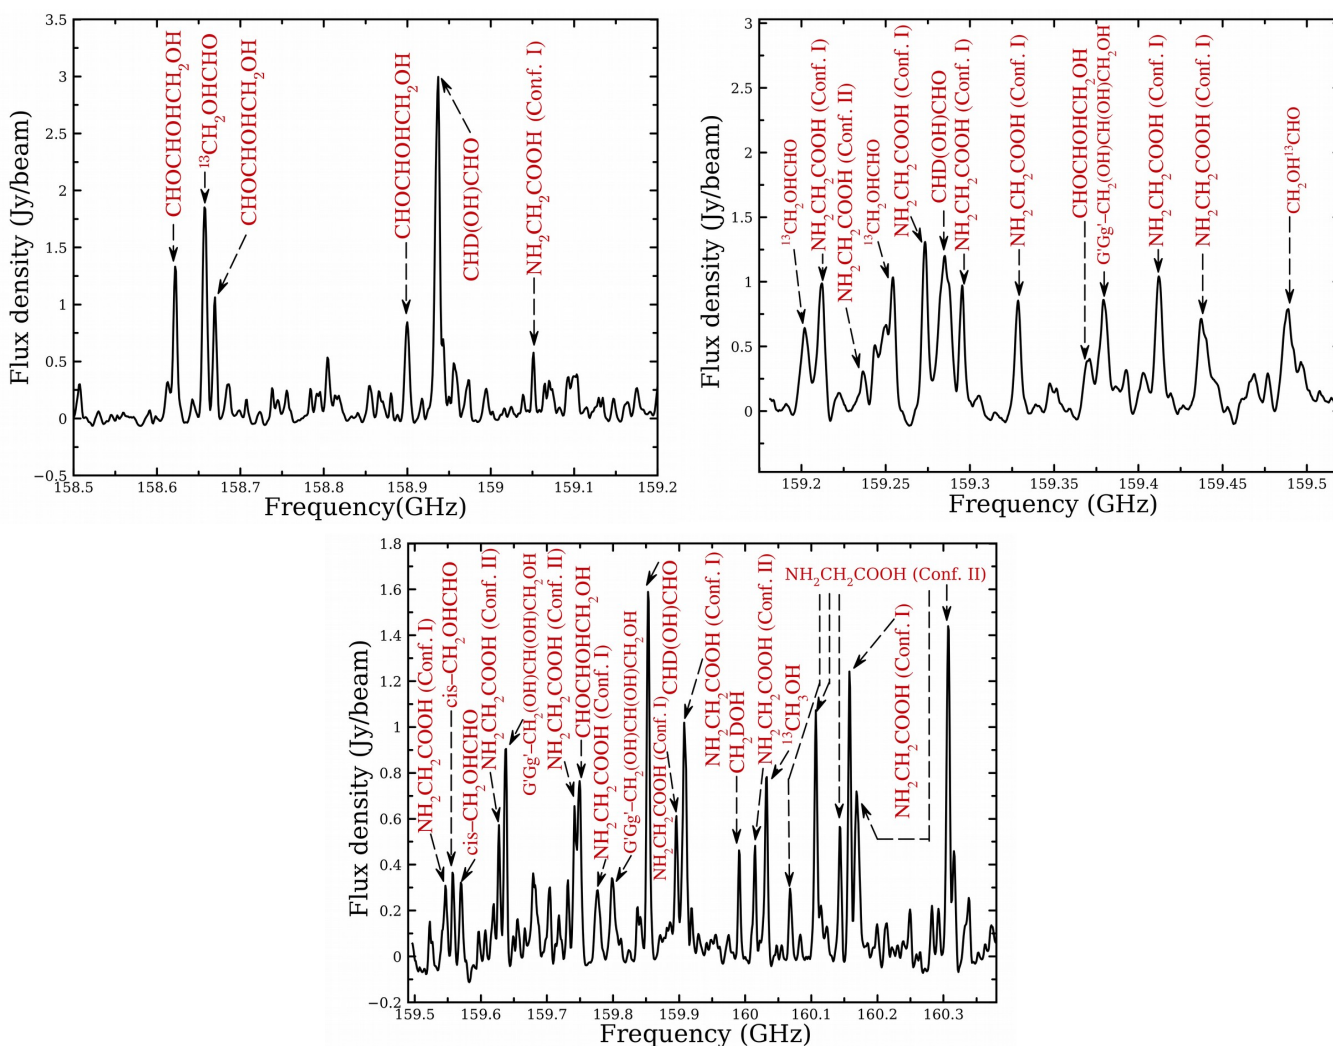 3.5
3
2.5
2
1.5
1
0.5
0
−0.5
Flux density (Jy/beam)
CHOCHOHCH2OH
13CH2OHCHO
CHOCHOHCH2OH
CHOCHOHCH2OH
CHD(OH)CHO
NH2CH2COOH (Conf. I)
158.5 158.6 158.7 158.8 158.9 159 159.1 159.2
Frequency(GHz)
3
2.5
2
1.5
1
0.5
0
Flux density (Jy/beam)
13CH2OHCHO
NH2CH2COOH (Conf. I)
NH2CH2COOH (Conf. II)
13CH2OHCHO
NH2CH2COOH (Conf. I)
CHD(OH)CHO
NH2CH2COOH (Conf. I)
NH2CH2COOH (Conf. I)
CHOCHOHCH2OH
G'Gg'−CH2(OH)CH(OH)CH2OH
NH2CH2COOH (Conf. I)
NH2CH2COOH (Conf. I)
CH2OH13CHO
159.2 159.25 159.3 159.35 159.4 159.45 159.5
Frequency (GHz)
1.8
1.6
1.4
1.2
1
0.8
0.6
0.4
0.2
0
−0.2
Flux density (Jy/beam)
NH2CH2COOH (Conf. I)
cis−CH2OHCHO
cis−CH2OHCHO
NH2CH2COOH (Conf. II)
G'Gg'−CH2(OH)CH(OH)CH2OH
NH2CH2COOH (Conf. II)
CHOCHOHCH2OH
NH2CH2COOH (Conf. I)
G'Gg'−CH2(OH)CH(OH)CH2OH
NH2CH2COOH(Conf. I)
CHD(OH)CHO
NH2CH2COOH (Conf. I)
CH2DOH
NH2CH2COOH (Conf. II)
13CH3OH
NH2CH2COOH (Conf. II)
NH2CH2COOH (Conf. I)
159.5 159.6 159.7 159.8 159.9 160 160.1 160.2 160.3
Frequency (GHz)